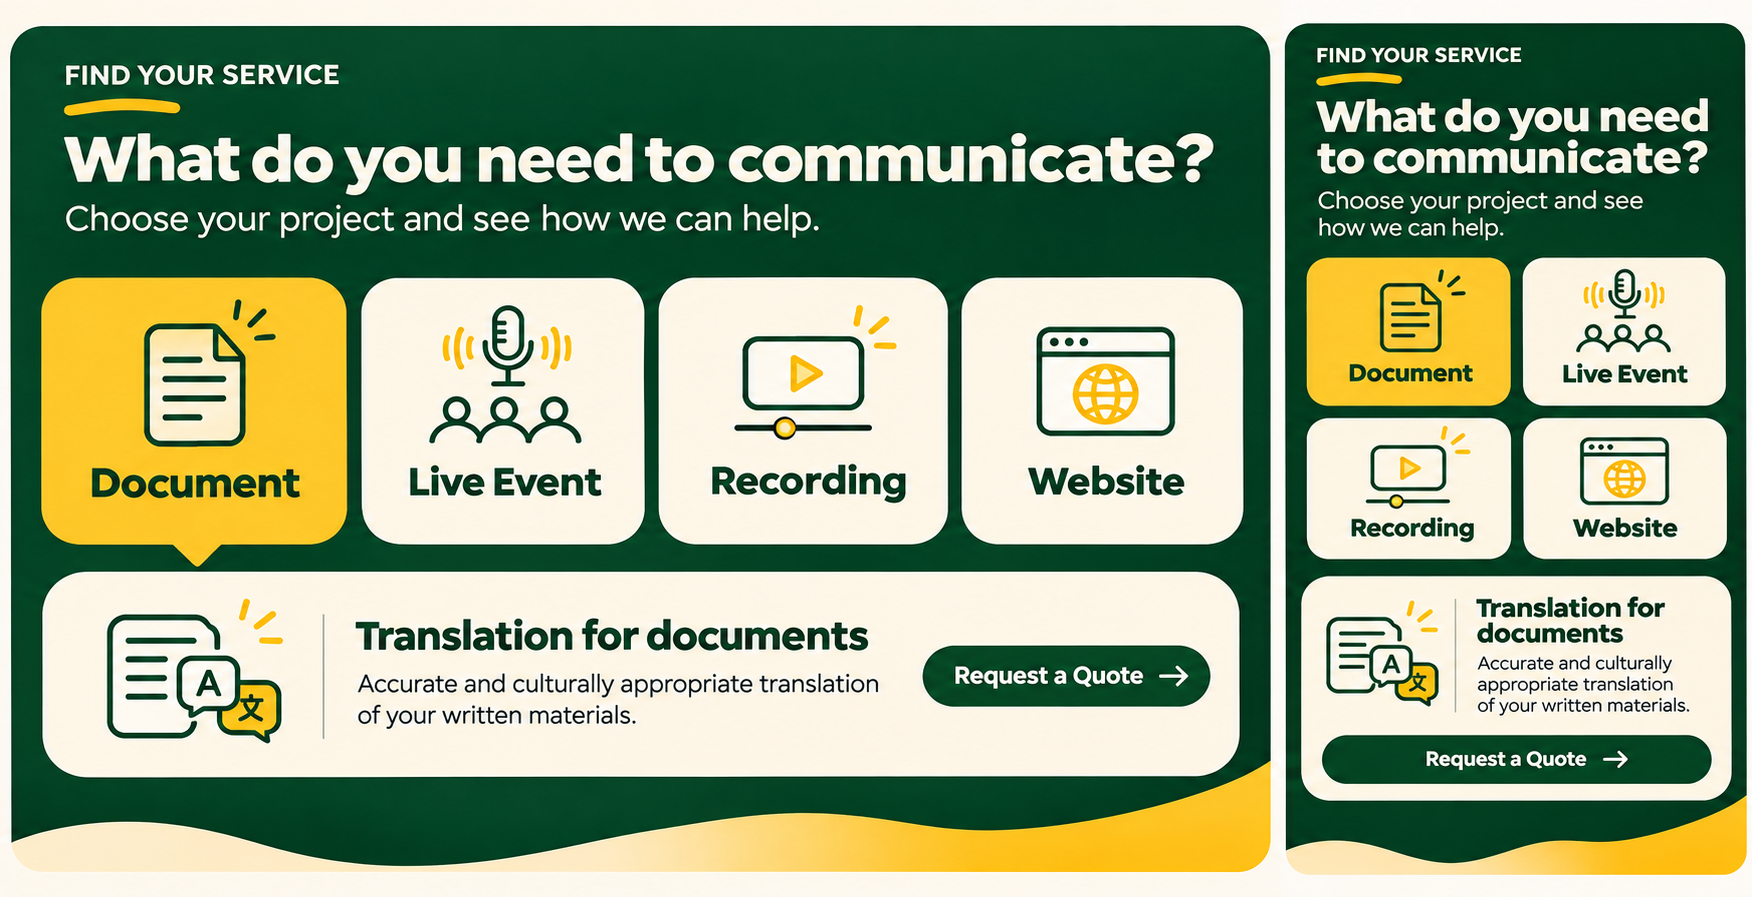 FIND YOUR SERVICE
What do you need to communicate?
Choose your project and see how we can help.
Document
Live Event
Recording
Website
A
文
Translation for documents
Accurate and culturally appropriate translation
of your written materials.
Request a Quote →
FIND YOUR SERVICE
What do you need
to communicate?
Choose your project and see
how we can help.
Document
Live Event
Recording
Website
A
文
Translation for
documents
Accurate and culturally
appropriate translation
of your written materials.
Request a Quote →